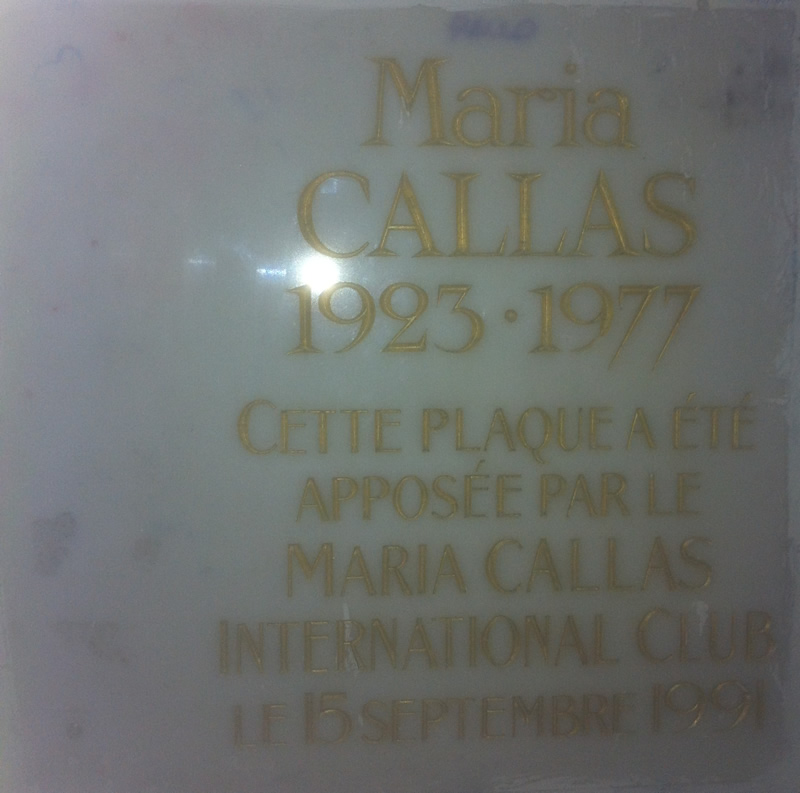 Maria
CALLAS
1923·1977
CETTE PLAQUE A ÉTÉ
APPOSÉE PAR LE
MARIA CALLAS
INTERNATIONAL CLUB
LE 15 SEPTEMBRE 1991